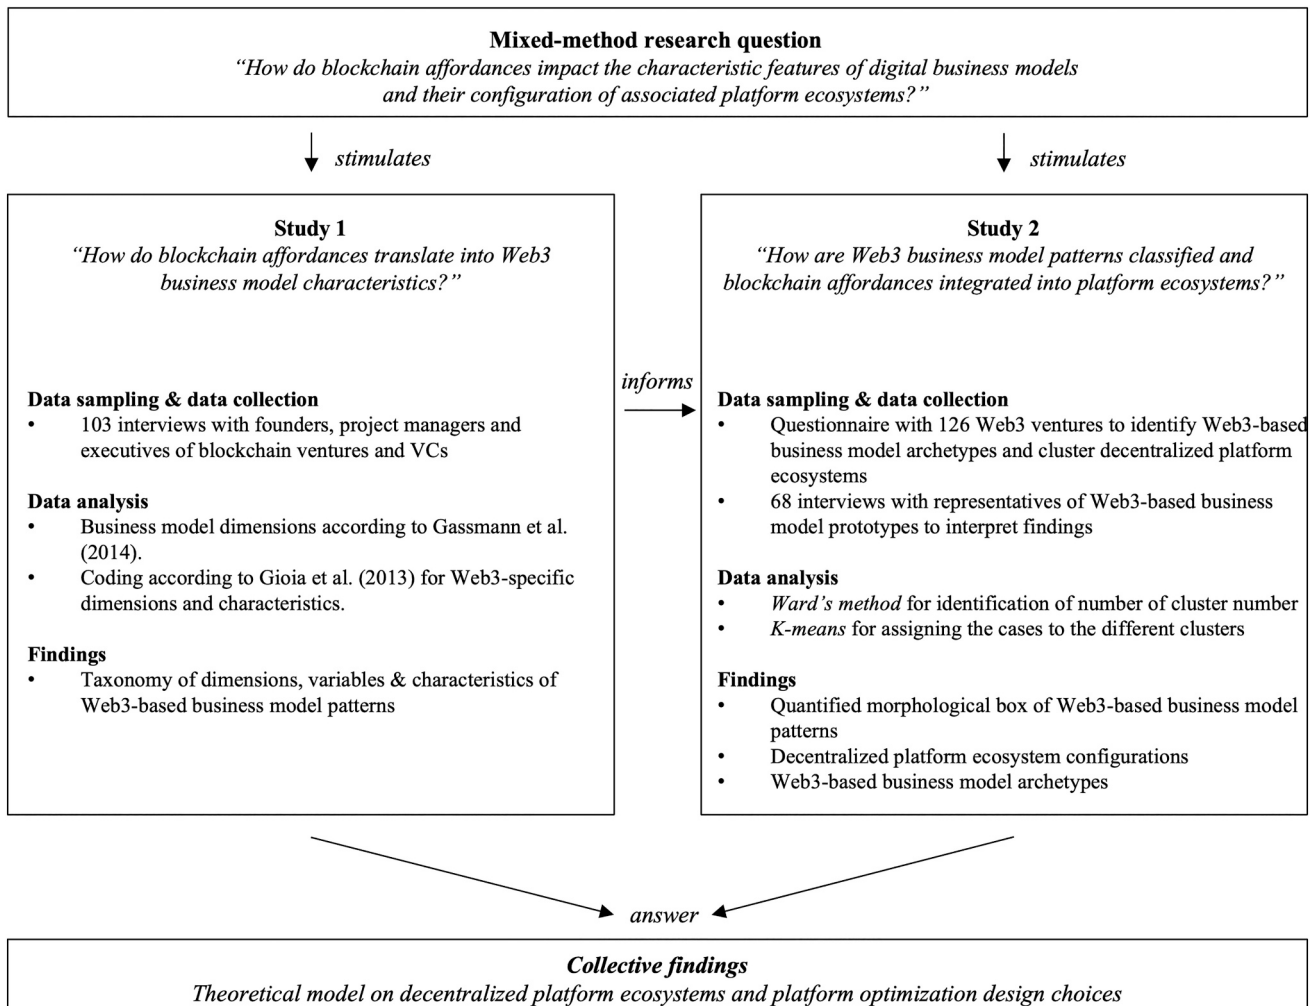 Mixed-method research question
“How do blockchain affordances impact the characteristic features of digital business models
and their configuration of associated platform ecosystems?”
stimulates
stimulates
Study 1
“How do blockchain affordances translate into Web3
business model characteristics?”
Data sampling & data collection
• 103 interviews with founders, project managers and
executives of blockchain ventures and VCs
Data analysis
• Business model dimensions according to Gassmann et al.
(2014).
• Coding according to Gioia et al. (2013) for Web3-specific
dimensions and characteristics.
Findings
• Taxonomy of dimensions, variables & characteristics of
Web3-based business model patterns
informs
Study 2
“How are Web3 business model patterns classified and
blockchain affordances integrated into platform ecosystems?”
Data sampling & data collection
• Questionnaire with 126 Web3 ventures to identify Web3-based
business model archetypes and cluster decentralized platform
ecosystems
• 68 interviews with representatives of Web3-based business
model prototypes to interpret findings
Data analysis
• Ward’s method for identification of number of cluster number
• K-means for assigning the cases to the different clusters
Findings
• Quantified morphological box of Web3-based business model
patterns
• Decentralized platform ecosystem configurations
• Web3-based business model archetypes
answer
Collective findings
Theoretical model on decentralized platform ecosystems and platform optimization design choices